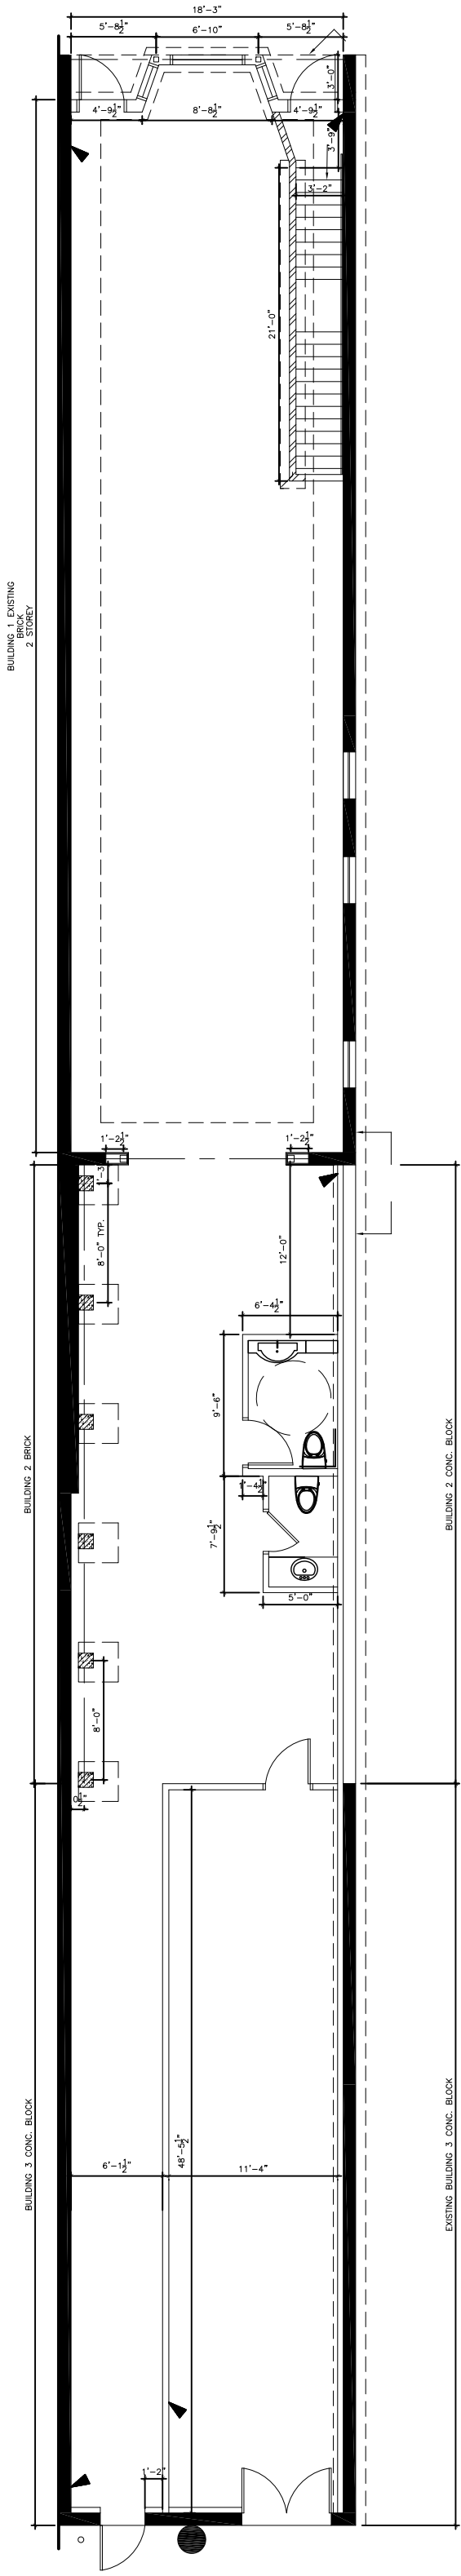 18'-3"
5'-8½"
6'-10"
5'-8½"
3'-0"
4'-9½"
8'-8½"
4'-9½"
3'-9"
3'-2"
21'-0"
BUILDING 1 EXISTING
BRICK
2 STOREY
1'-2½"
1'-2½"
8'-0" TYP.
12'-0"
6'-4½"
9'-6"
BUILDING 2 BRICK
BUILDING 2 CONC. BLOCK
7'-9½"
5'-0"
8'-0"
48'-5½"
6'-1½"
11'-4"
BUILDING 3 CONC. BLOCK
EXISTING BUILDING 3 CONC. BLOCK
1'-2"